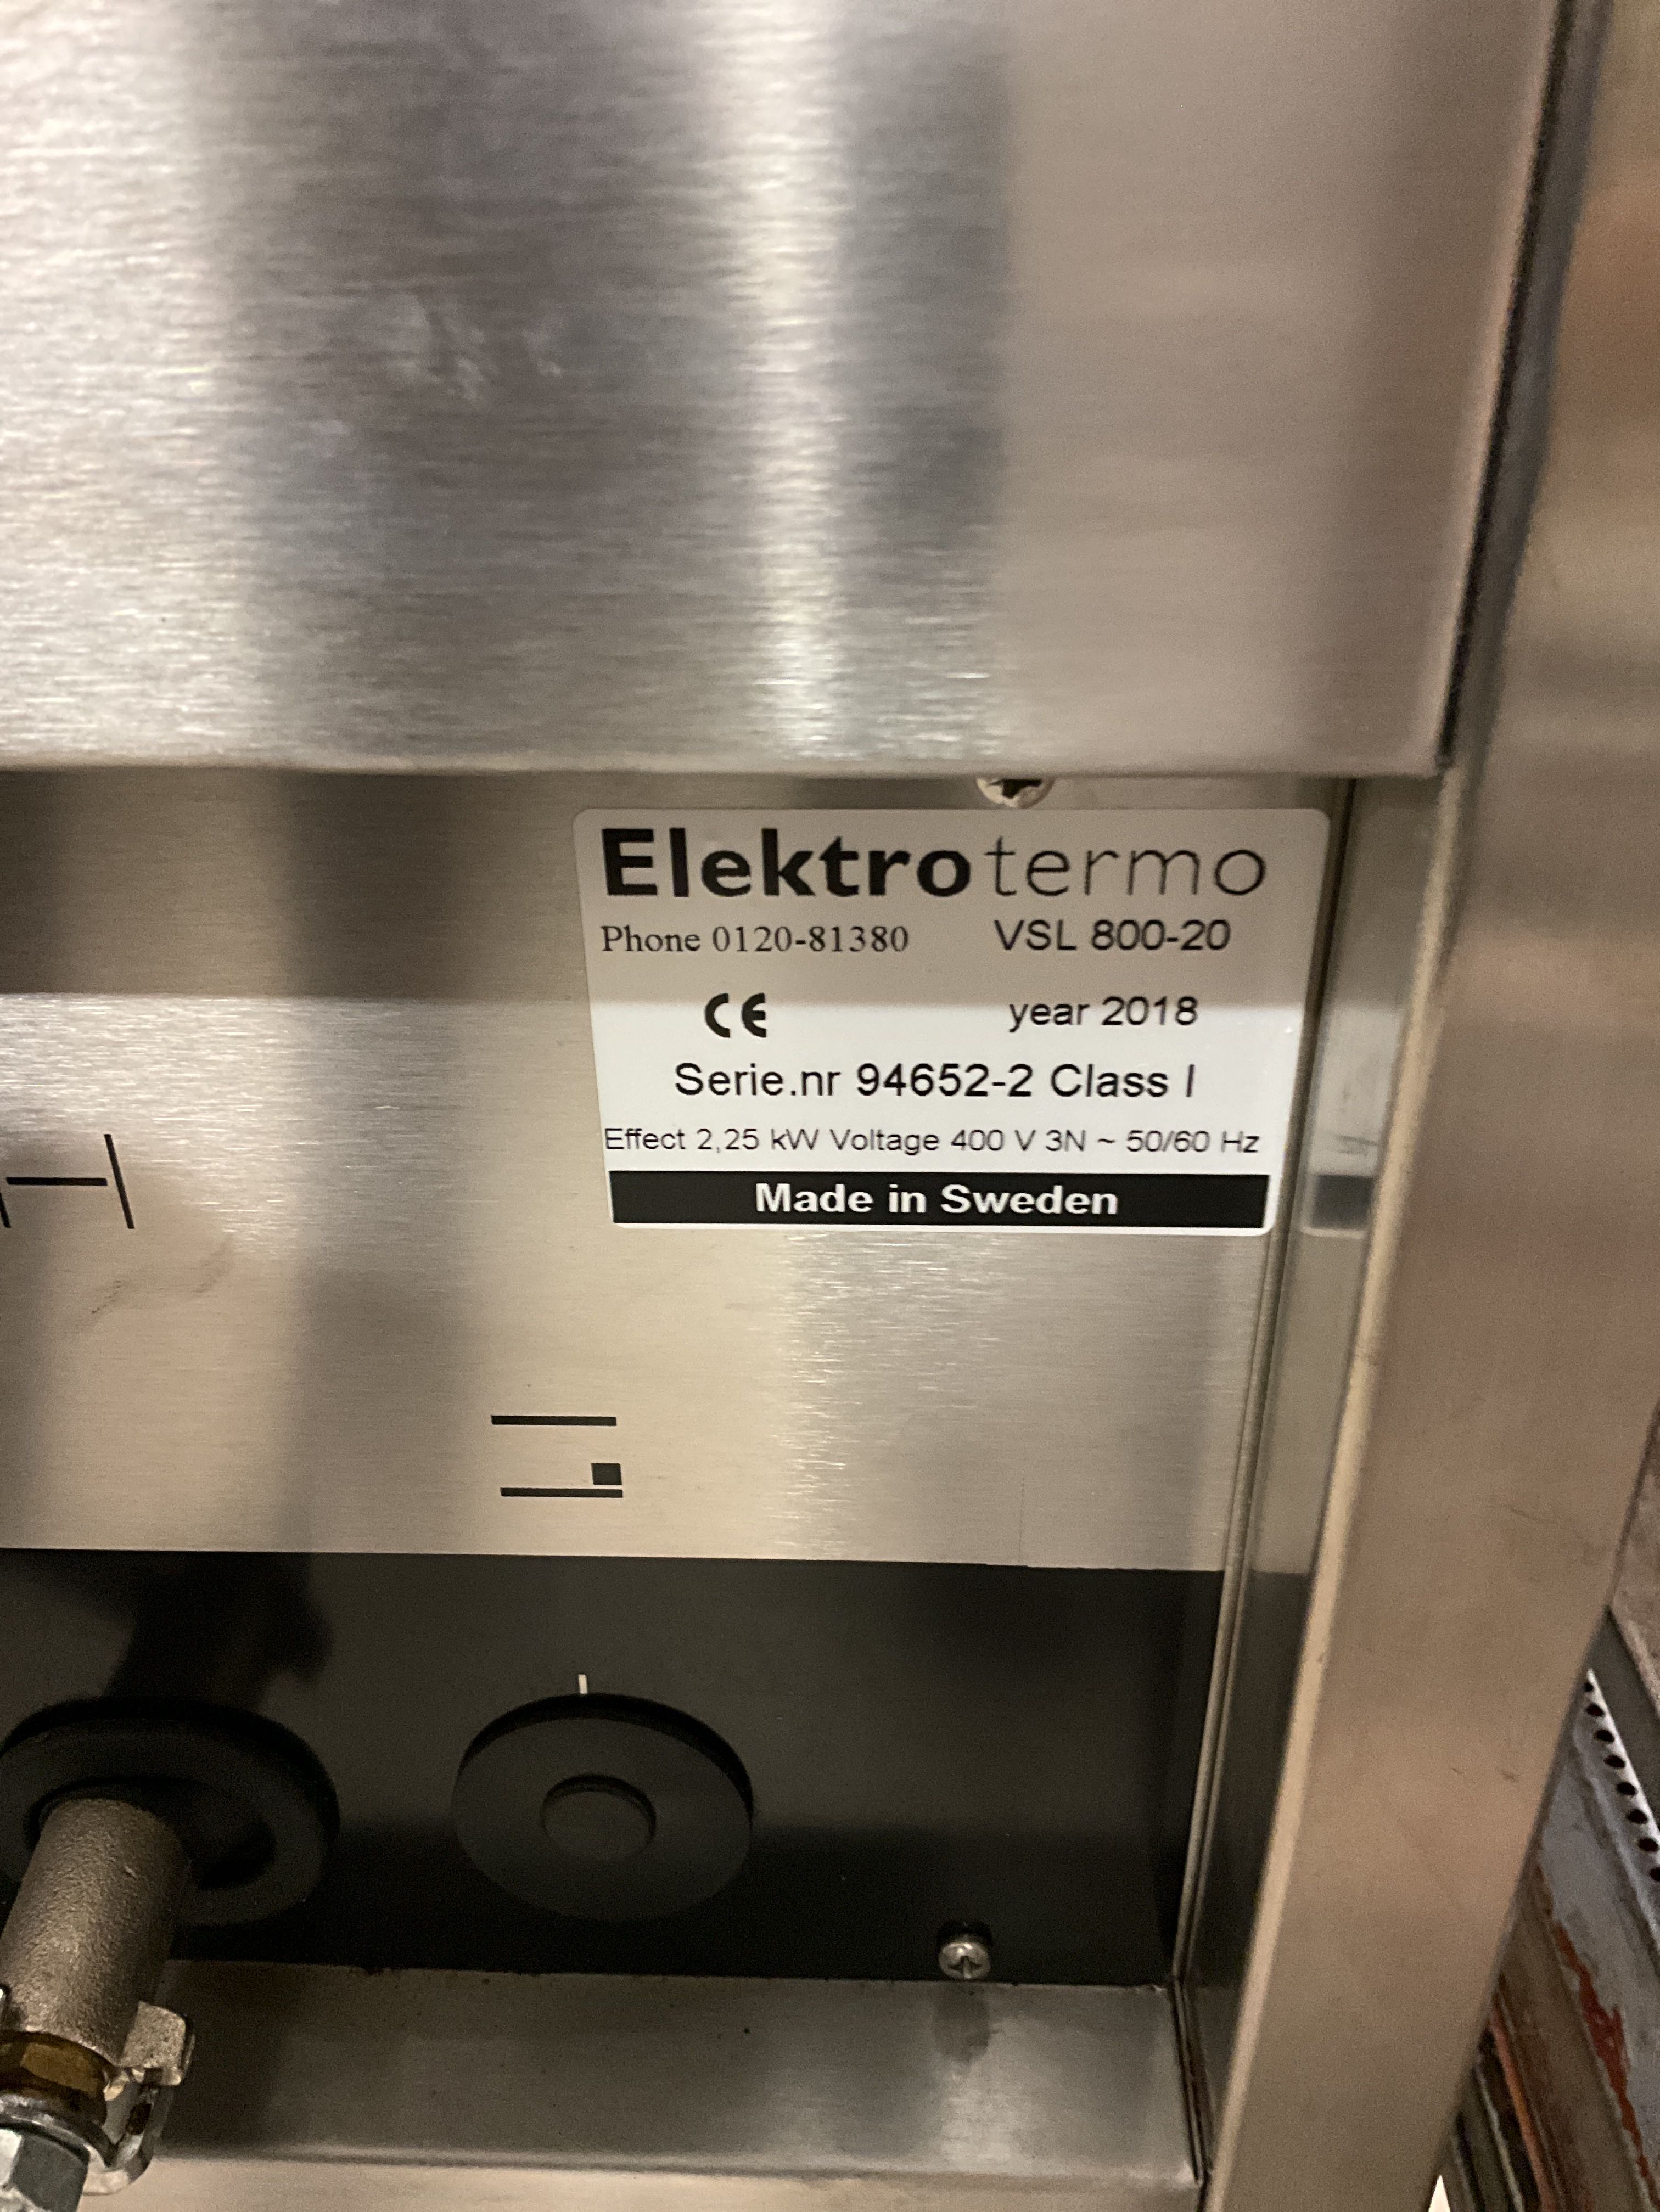 Elektrotermo
Phone 0120-81380 VSL 800-20
CE year 2018
Serie.nr 94652-2 Class I
Effect 2,25 kW Voltage 400 V 3N ~ 50/60 Hz
Made in Sweden